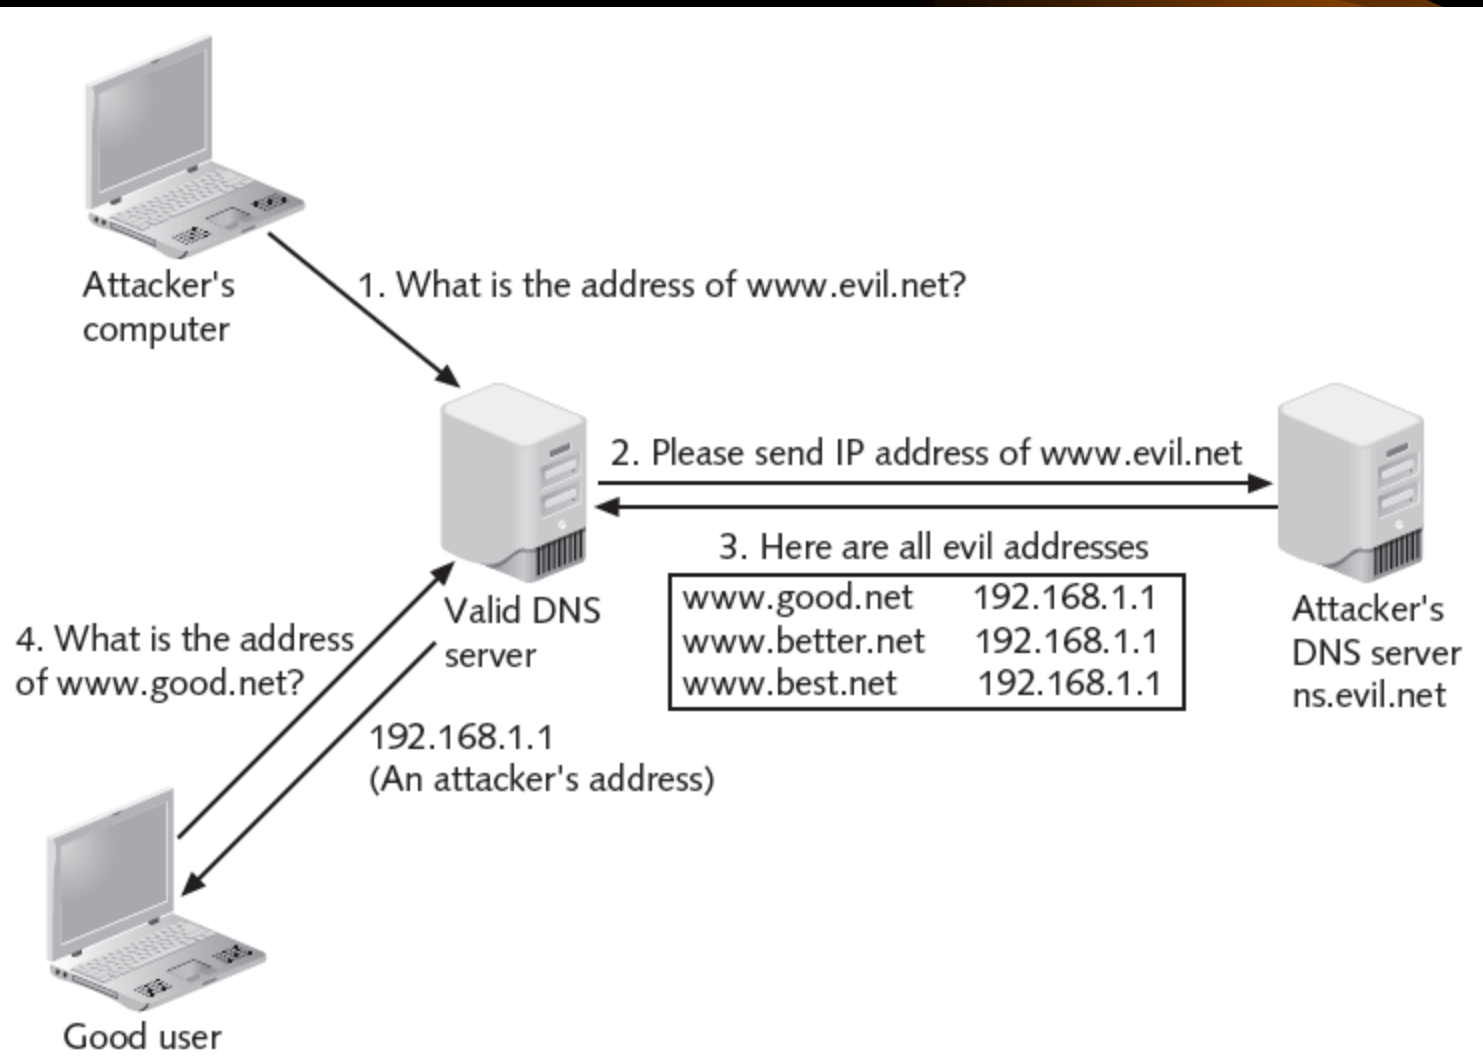 Attacker's
computer
1. What is the address of www.evil.net?
2. Please send IP address of www.evil.net
3. Here are all evil addresses
www.good.net 192.168.1.1
www.better.net 192.168.1.1
www.best.net 192.168.1.1
Valid DNS
server
Attacker's
DNS server
ns.evil.net
4. What is the address
of www.good.net?
192.168.1.1
(An attacker's address)
Good user